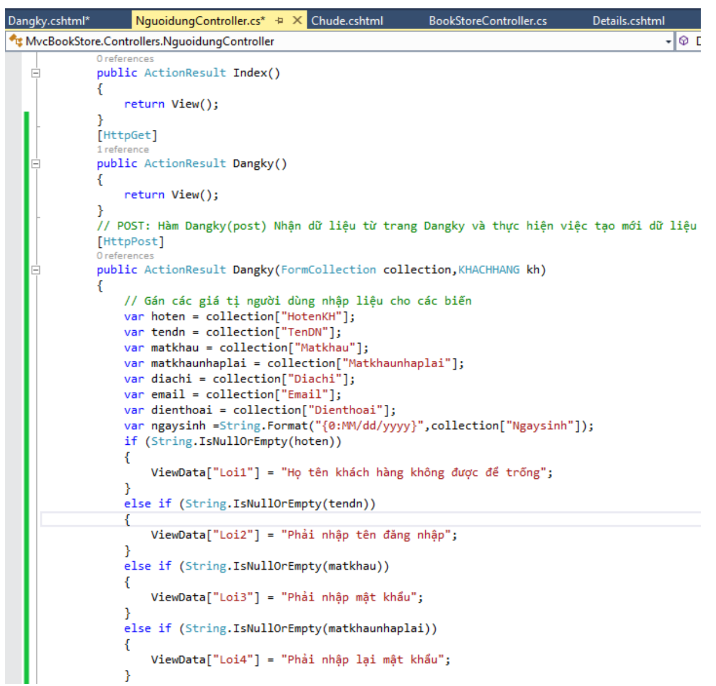 Dangky.cshtml* NguoidungController.cs* Chude.cshtml BookStoreController.cs Details.cshtml
MvcBookStore.Controllers.NguoidungController
0 references
public ActionResult Index()
{
return View();
}
[HttpGet]
1 reference
public ActionResult Dangky()
{
return View();
}
// POST: Hàm Dangky(post) Nhận dữ liệu từ trang Dangky và thực hiện việc tạo mới dữ liệu
[HttpPost]
0 references
public ActionResult Dangky(FormCollection collection,KHACHHANG kh)
{
// Gán các giá tị người dùng nhập liệu cho các biến
var hoten = collection["HotenKH"];
var tendn = collection["TenDN"];
var matkhau = collection["Matkhau"];
var matkhaunhaplai = collection["Matkhaunhaplai"];
var diachi = collection["Diachi"];
var email = collection["Email"];
var dienthoai = collection["Dienthoai"];
var ngaysinh =String.Format("{0:MM/dd/yyyy}",collection["Ngaysinh"]);
if (String.IsNullOrEmpty(hoten))
{
ViewData["Loi1"] = "Họ tên khách hàng không được để trống";
}
else if (String.IsNullOrEmpty(tendn))
{
ViewData["Loi2"] = "Phải nhập tên đăng nhập";
}
else if (String.IsNullOrEmpty(matkhau))
{
ViewData["Loi3"] = "Phải nhập mật khẩu";
}
else if (String.IsNullOrEmpty(matkhaunhaplai))
{
ViewData["Loi4"] = "Phải nhập lại mật khẩu";
}